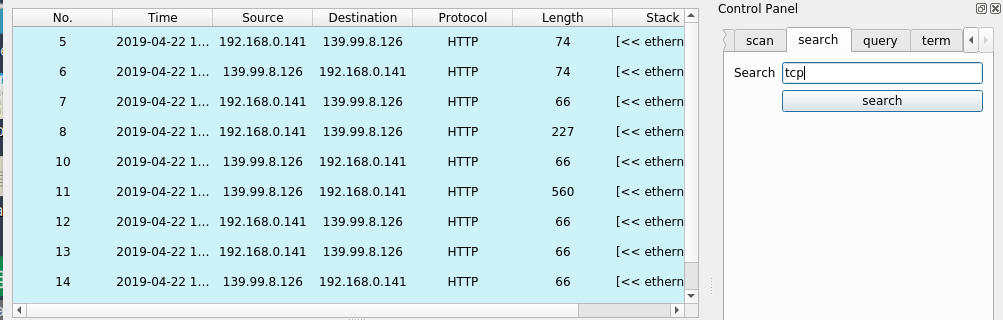 Control Panel
No. Time Source Destination Protocol Length Stack
5 2019-04-22 1... 192.168.0.141 139.99.8.126 HTTP 74 [<< ethern
6 2019-04-22 1... 139.99.8.126 192.168.0.141 HTTP 74 [<< ethern
7 2019-04-22 1... 192.168.0.141 139.99.8.126 HTTP 66 [<< ethern
8 2019-04-22 1... 192.168.0.141 139.99.8.126 HTTP 227 [<< ethern
10 2019-04-22 1... 139.99.8.126 192.168.0.141 HTTP 66 [<< ethern
11 2019-04-22 1... 139.99.8.126 192.168.0.141 HTTP 560 [<< ethern
12 2019-04-22 1... 192.168.0.141 139.99.8.126 HTTP 66 [<< ethern
13 2019-04-22 1... 192.168.0.141 139.99.8.126 HTTP 66 [<< ethern
14 2019-04-22 1... 139.99.8.126 192.168.0.141 HTTP 66 [<< ethern
scan search query term
Search tcp
search